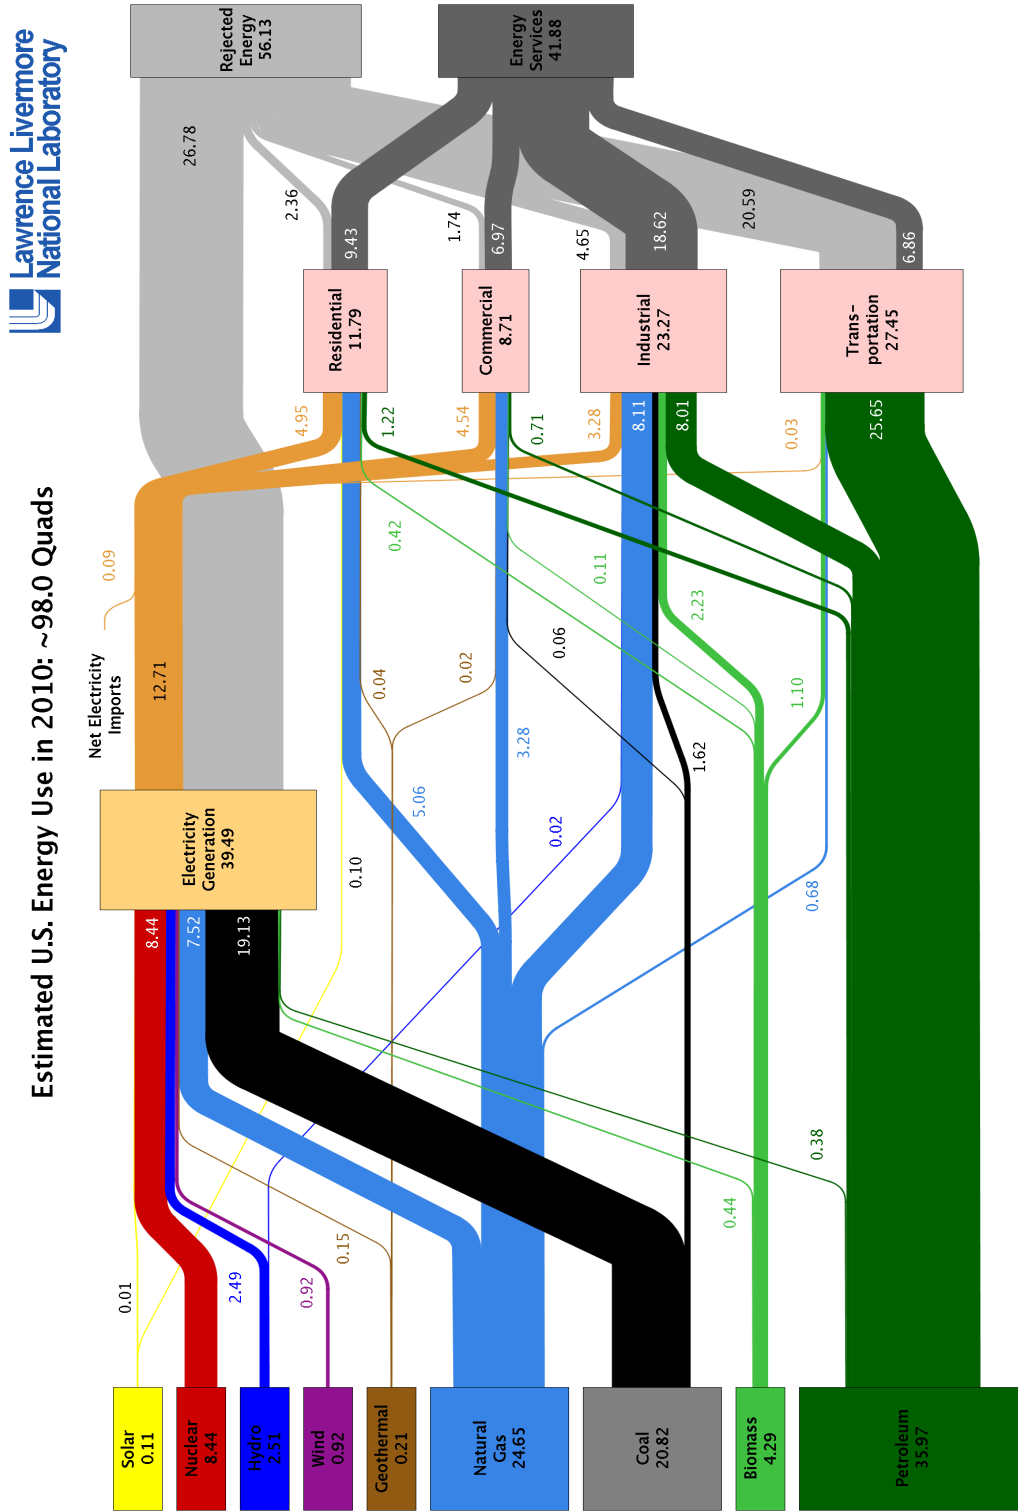 Estimated U.S. Energy Use in 2010: ~98.0 Quads
Lawrence Livermore
National Laboratory
Net Electricity
Imports
0.09
Solar
0.11
0.01
0.10
Nuclear
8.44
8.44
Hydro
2.51
2.49
0.02
Wind
0.92
0.92
Geothermal
0.21
0.15
0.04
0.02
Natural
Gas
24.65
7.52
5.06
3.28
8.11
0.68
Coal
20.82
19.13
0.06
1.62
Biomass
4.29
0.44
0.42
0.11
2.23
1.10
Petroleum
35.97
0.38
1.22
0.71
8.01
25.65
Electricity
Generation
39.49
12.71
26.78
4.95
4.54
3.28
0.03
Residential
11.79
2.36
9.43
Commercial
8.71
1.74
6.97
Industrial
23.27
4.65
18.62
Trans-
portation
27.45
20.59
6.86
Rejected
Energy
56.13
Energy
Services
41.88